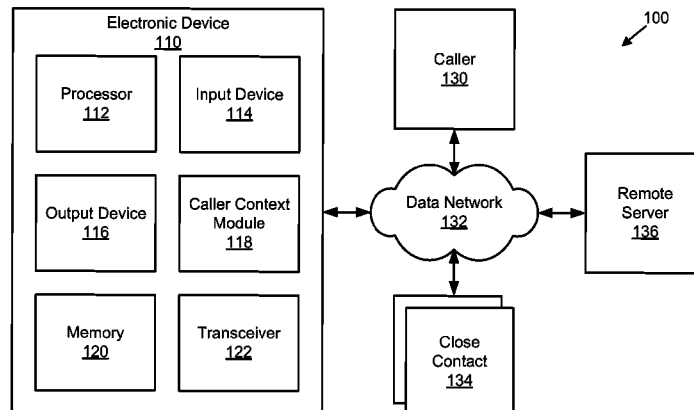 100
Electronic Device
110
Processor
112
Input Device
114
Output Device
116
Caller Context
Module
118
Memory
120
Transceiver
122
Caller
130
Data Network
132
Remote
Server
136
Close
Contact
134